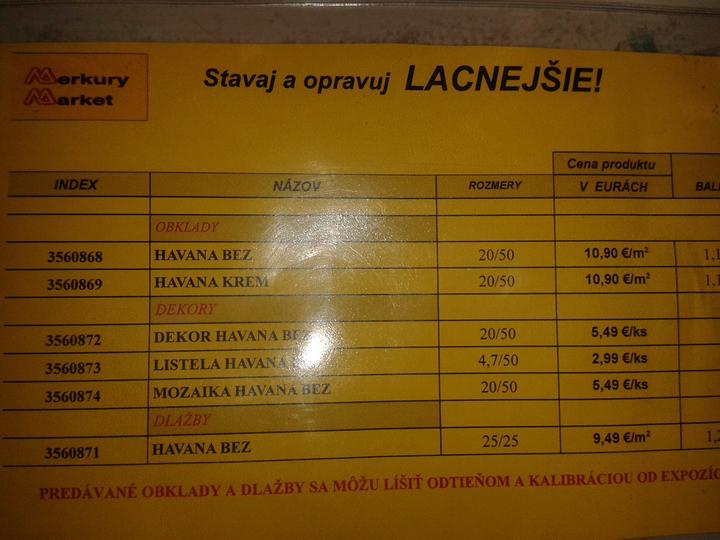 Merkury
Market
Stavaj a opravuj LACNEJŠIE!
Cena produktu
INDEX NÁZOV ROZMERY V EURÁCH
OBKLADY
3560868 HAVANA BEZ 20/50 10,90 €/m²
3560869 HAVANA KREM 20/50 10,90 €/m²
DEKORY
3560872 DEKOR HAVANA BEZ 20/50 5,49 €/ks
3560873 LISTELA HAVANA 4,7/50 2,99 €/ks
3560874 MOZAIKA HAVANA BEZ 20/50 5,49 €/ks
DLAŽBY
3560871 HAVANA BEZ 25/25 9,49 €/m²
PREDÁVANÉ OBKLADY A DLAŽBY SA MÔŽU LÍŠIŤ ODTIEŇOM A KALIBRÁCIOU OD